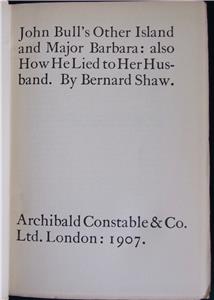 John Bull's Other Island
and Major Barbara: also
How He Lied to Her Hus-
band. By Bernard Shaw.
Archibald Constable & Co.
Ltd. London: 1907.